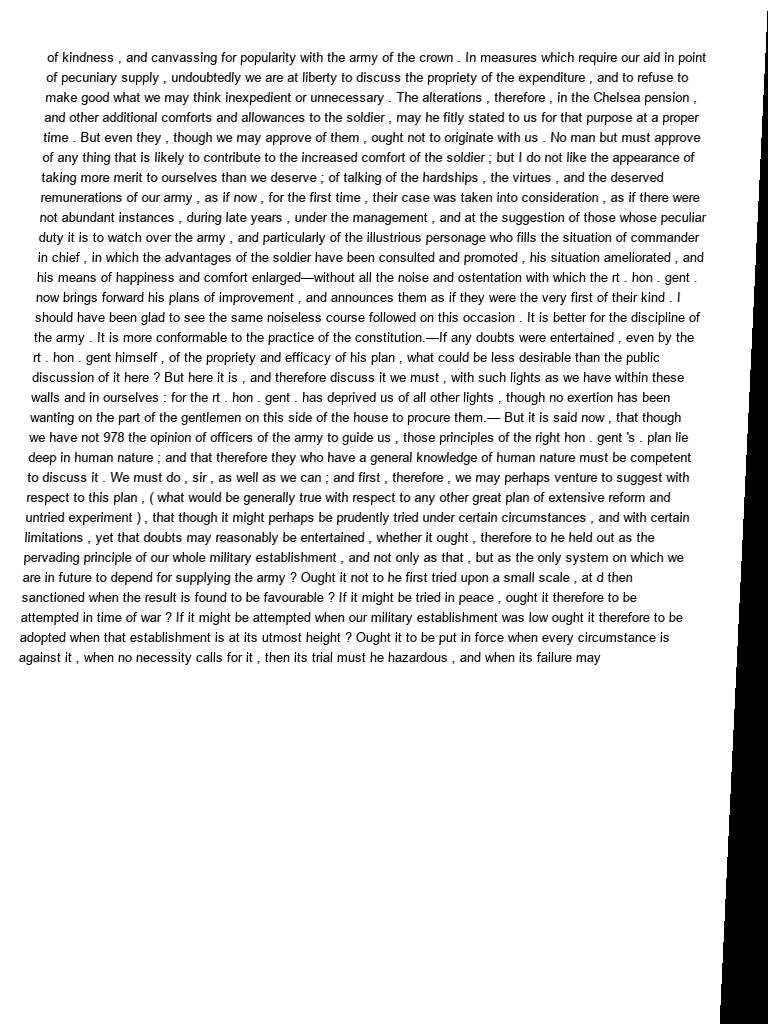 of kindness , and canvassing for popularity with the army of the crown . In measures which require our aid in point
of pecuniary supply , undoubtedly we are at liberty to discuss the propriety of the expenditure , and to refuse to
make good what we may think inexpedient or unnecessary . The alterations , therefore , in the Chelsea pension ,
and other additional comforts and allowances to the soldier , may he fitly stated to us for that purpose at a proper
time . But even they , though we may approve of them , ought not to originate with us . No man but must approve
of any thing that is likely to contribute to the increased comfort of the soldier ; but I do not like the appearance of
taking more merit to ourselves than we deserve ; of talking of the hardships , the virtues , and the deserved
remunerations of our army , as if now , for the first time , their case was taken into consideration , as if there were
not abundant instances , during late years , under the management , and at the suggestion of those whose peculiar
duty it is to watch over the army , and particularly of the illustrious personage who fills the situation of commander
in chief , in which the advantages of the soldier have been consulted and promoted , his situation ameliorated , and
his means of happiness and comfort enlarged—without all the noise and ostentation with which the rt . hon . gent .
now brings forward his plans of improvement , and announces them as if they were the very first of their kind . I
should have been glad to see the same noiseless course followed on this occasion . It is better for the discipline of
the army . It is more conformable to the practice of the constitution.—If any doubts were entertained , even by the
rt . hon . gent himself , of the propriety and efficacy of his plan , what could be less desirable than the public
discussion of it here ? But here it is , and therefore discuss it we must , with such lights as we have within these
walls and in ourselves : for the rt . hon . gent . has deprived us of all other lights , though no exertion has been
wanting on the part of the gentlemen on this side of the house to procure them.— But it is said now , that though
we have not 978 the opinion of officers of the army to guide us , those principles of the right hon . gent 's . plan lie
deep in human nature ; and that therefore they who have a general knowledge of human nature must be competent
to discuss it . We must do , sir , as well as we can ; and first , therefore , we may perhaps venture to suggest with
respect to this plan , ( what would be generally true with respect to any other great plan of extensive reform and
untried experiment ) , that though it might perhaps be prudently tried under certain circumstances , and with certain
limitations , yet that doubts may reasonably be entertained , whether it ought , therefore to he held out as the
pervading principle of our whole military establishment , and not only as that , but as the only system on which we
are in future to depend for supplying the army ? Ought it not to he first tried upon a small scale , at d then
sanctioned when the result is found to be favourable ? If it might be tried in peace , ought it therefore to be
attempted in time of war ? If it might be attempted when our military establishment was low ought it therefore to be
adopted when that establishment is at its utmost height ? Ought it to be put in force when every circumstance is
against it , when no necessity calls for it , then its trial must he hazardous , and when its failure may